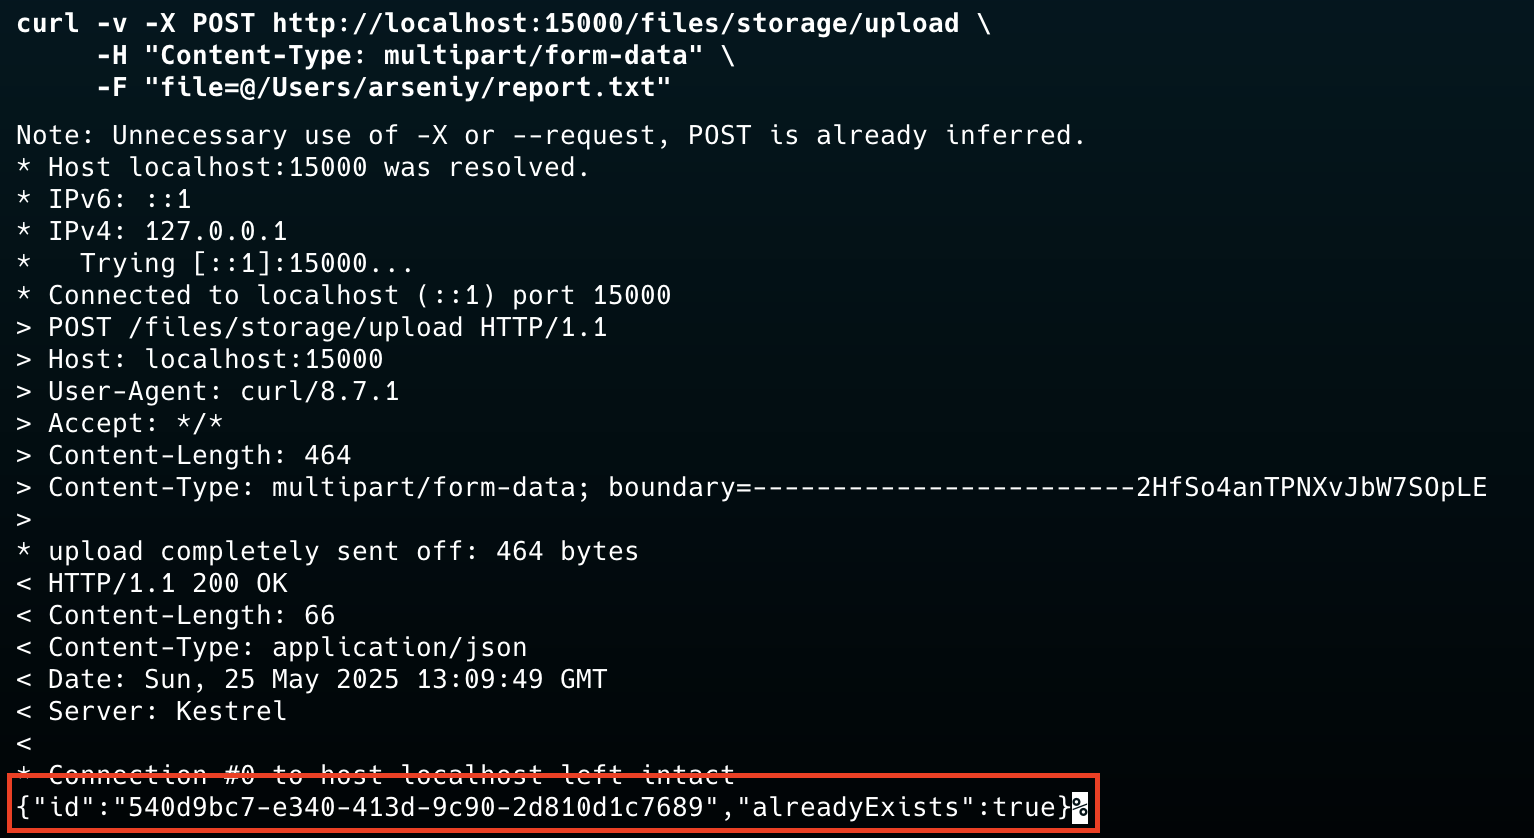 curl -v -X POST http://localhost:15000/files/storage/upload \
     -H "Content-Type: multipart/form-data" \
     -F "file=@/Users/arseniy/report.txt"
Note: Unnecessary use of -X or --request, POST is already inferred.
* Host localhost:15000 was resolved.
* IPv6: ::1
* IPv4: 127.0.0.1
*   Trying [::1]:15000...
* Connected to localhost (::1) port 15000
> POST /files/storage/upload HTTP/1.1
> Host: localhost:15000
> User-Agent: curl/8.7.1
> Accept: */*
> Content-Length: 464
> Content-Type: multipart/form-data; boundary=------------------------2HfSo4anTPNXvJbW7SOpLE
>
* upload completely sent off: 464 bytes
< HTTP/1.1 200 OK
< Content-Length: 66
< Content-Type: application/json
< Date: Sun, 25 May 2025 13:09:49 GMT
< Server: Kestrel
<
* Connection #0 to host localhost left intact
{"id":"540d9bc7-e340-413d-9c90-2d810d1c7689","alreadyExists":true}%